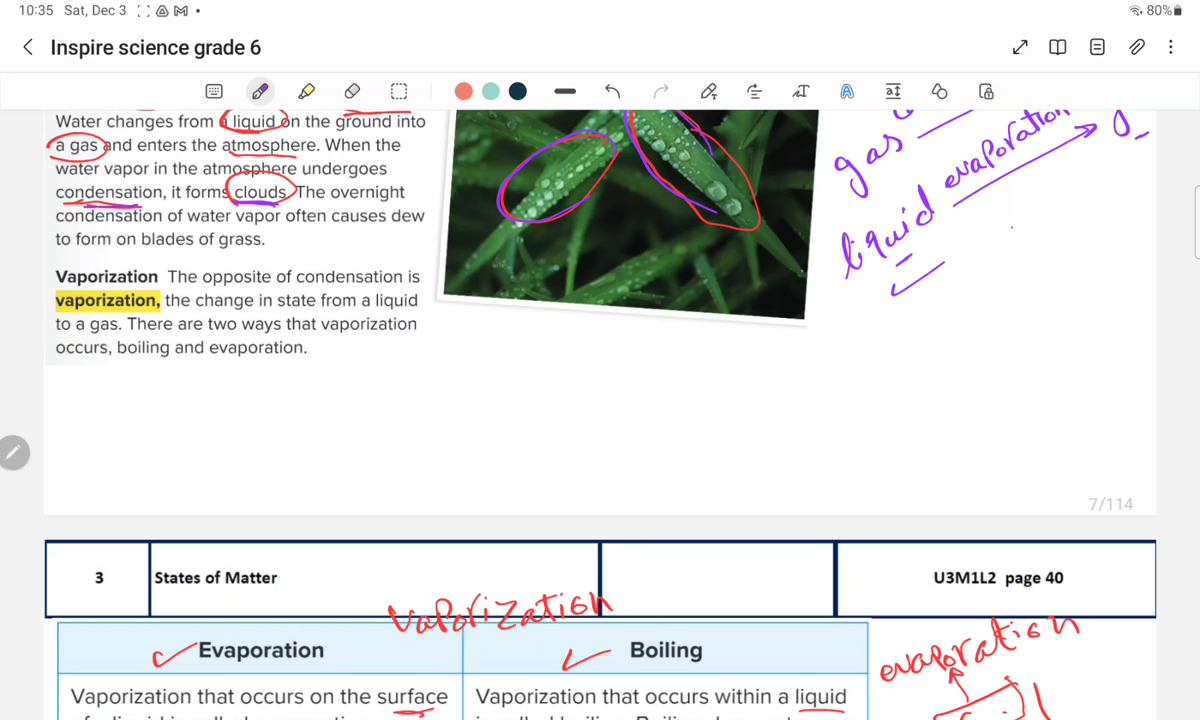 10:35 Sat, Dec 3
80%
Inspire science grade 6
Water changes from a liquid on the ground into
a gas and enters the atmosphere. When the
water vapor in the atmosphere undergoes
condensation, it forms clouds. The overnight
condensation of water vapor often causes dew
to form on blades of grass.
Vaporization The opposite of condensation is
vaporization, the change in state from a liquid
to a gas. There are two ways that vaporization
occurs, boiling and evaporation.
gas
liquid evaporation
7/114
3 States of Matter U3M1L2 page 40
Vaporization
Evaporation Boiling
evaporation
Vaporization that occurs on the surface
Vaporization that occurs within a liquid